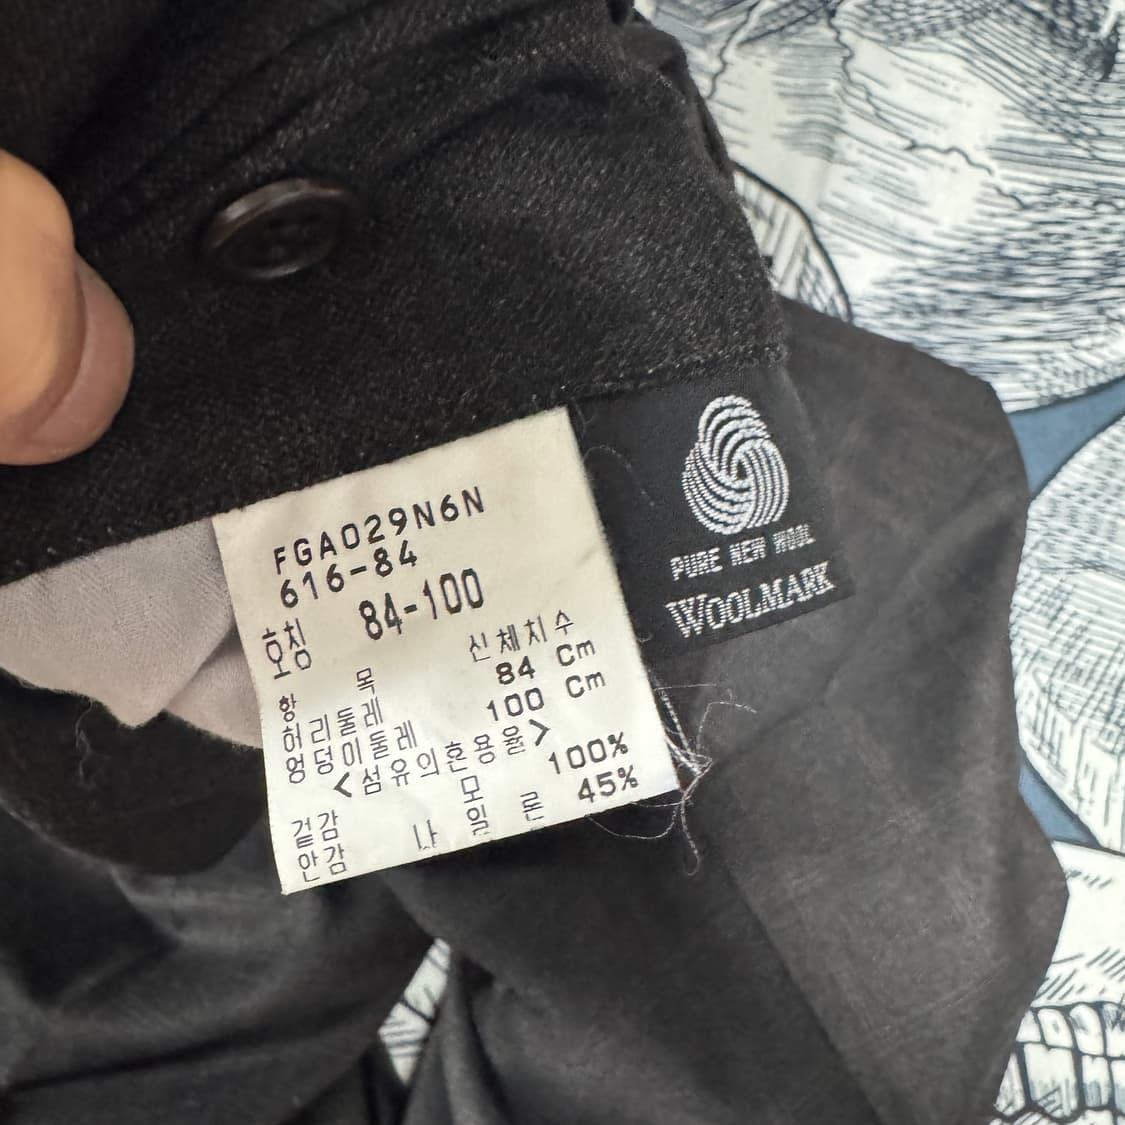 FGA029N6N
616-84
호칭 84-100
항 목 신체치수
허리둘레 84 Cm
엉덩이둘레 100 Cm
<섬유의혼용율>
겉감 모 100%
안감 나일론 45%
PURE NEW WOOL
WOOLMARK